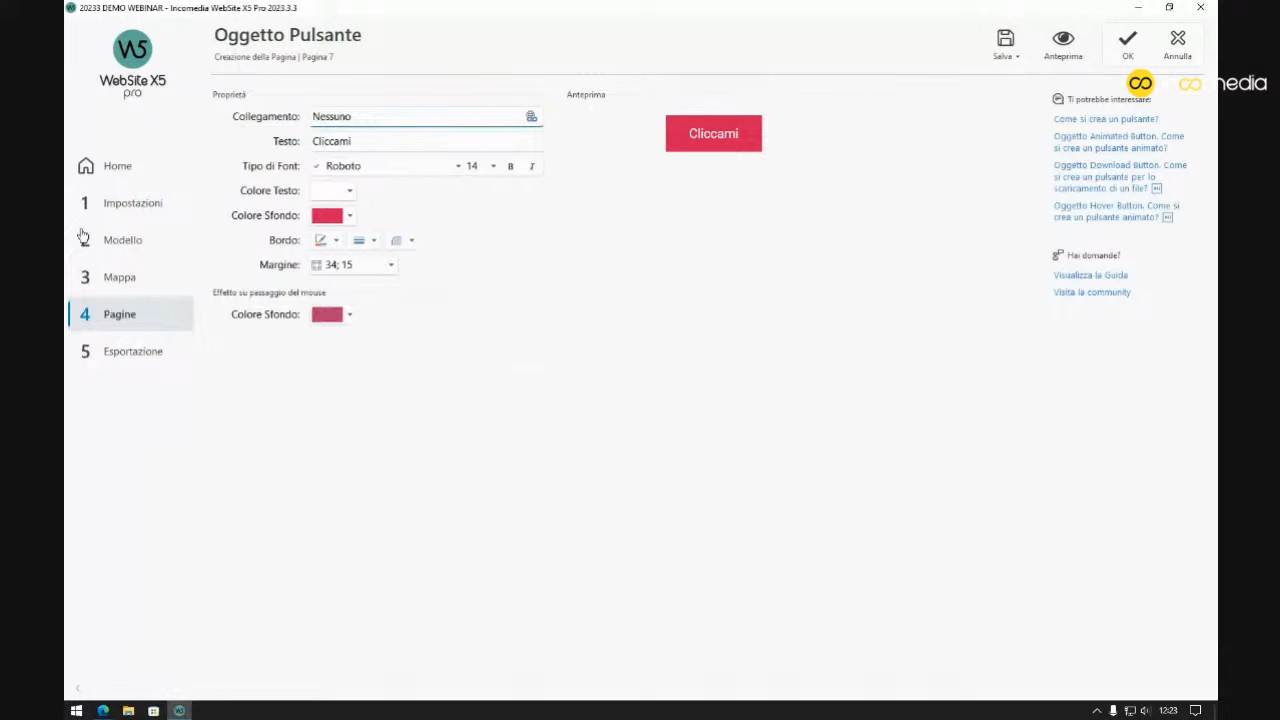 20233 DEMO WEBINAR - Incomedia WebSite X5 Pro 2023.3.3
Oggetto Pulsante
Creazione della Pagina | Pagina 7
Salva
Anteprima
OK
Annulla
W5
WebSite X5
pro
Home
1 Impostazioni
Modello
3 Mappa
4 Pagine
5 Esportazione
Proprietà
Collegamento: Nessuno
Testo: Cliccami
Tipo di Font: Roboto 14 B I
Colore Testo:
Colore Sfondo:
Bordo:
Margine: 34; 15
Effetto su passaggio del mouse
Colore Sfondo:
Anteprima
Cliccami
media
Ti potrebbe interessare:
Come si crea un pulsante?
Oggetto Animated Button. Come
si crea un pulsante animato?
Oggetto Download Button. Come
si crea un pulsante per lo
scaricamento di un file?
Oggetto Hover Button. Come si
crea un pulsante animato?
Hai domande?
Visualizza la Guida
Visita la community
12:23